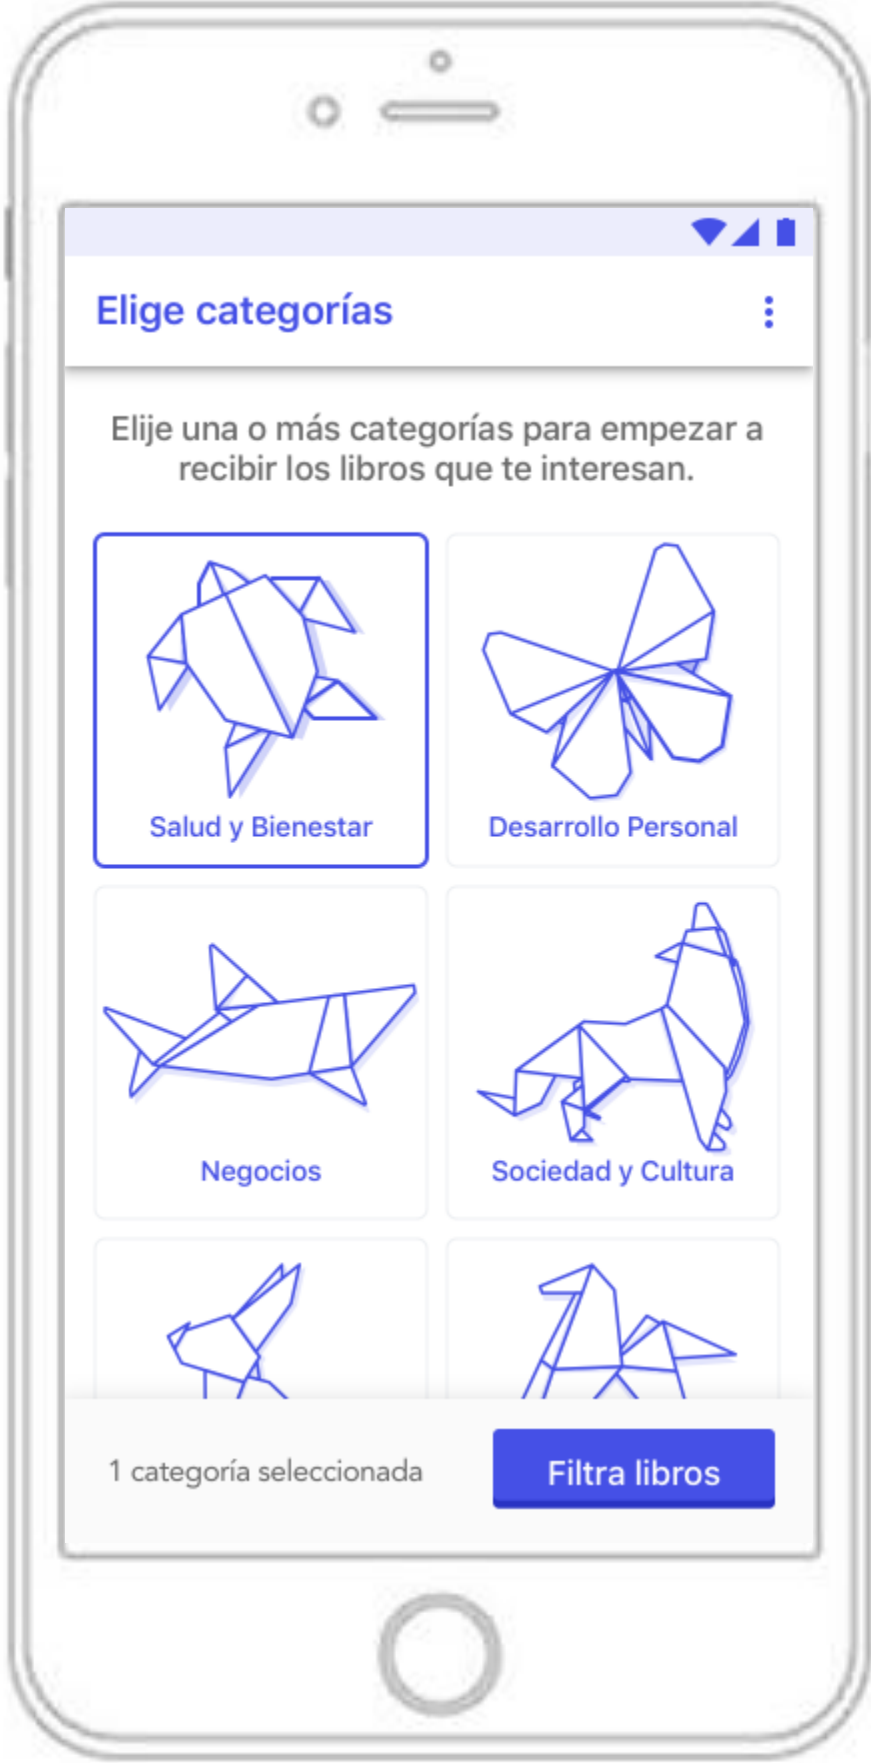 Elige categorías
Elije una o más categorías para empezar a
recibir los libros que te interesan.
Salud y Bienestar
Desarrollo Personal
Negocios
Sociedad y Cultura
1 categoría seleccionada
Filtra libros